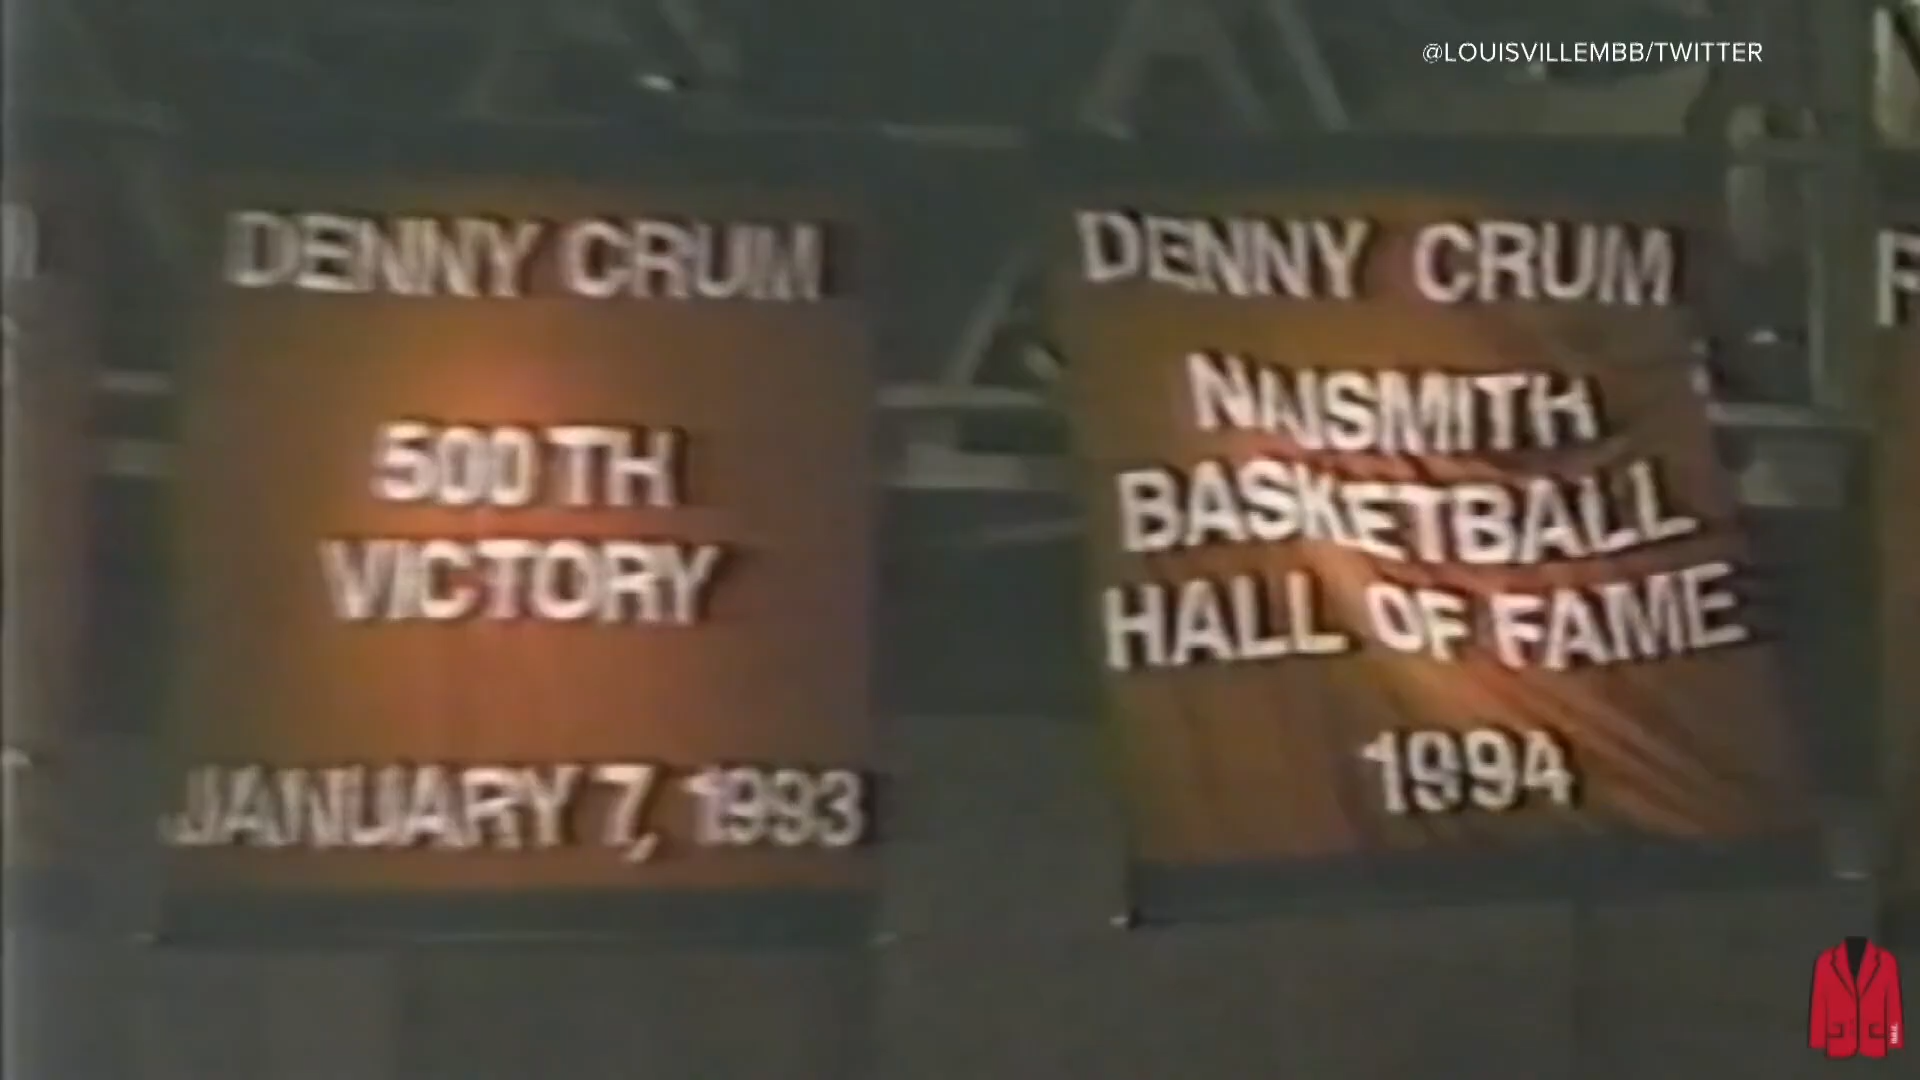 @LOUISVILLEMBB/TWITTER
DENNY CRUM
500TH
VICTORY
JANUARY 7, 1993
DENNY CRUM
NAISMITH
BASKETBALL
HALL OF FAME
1994